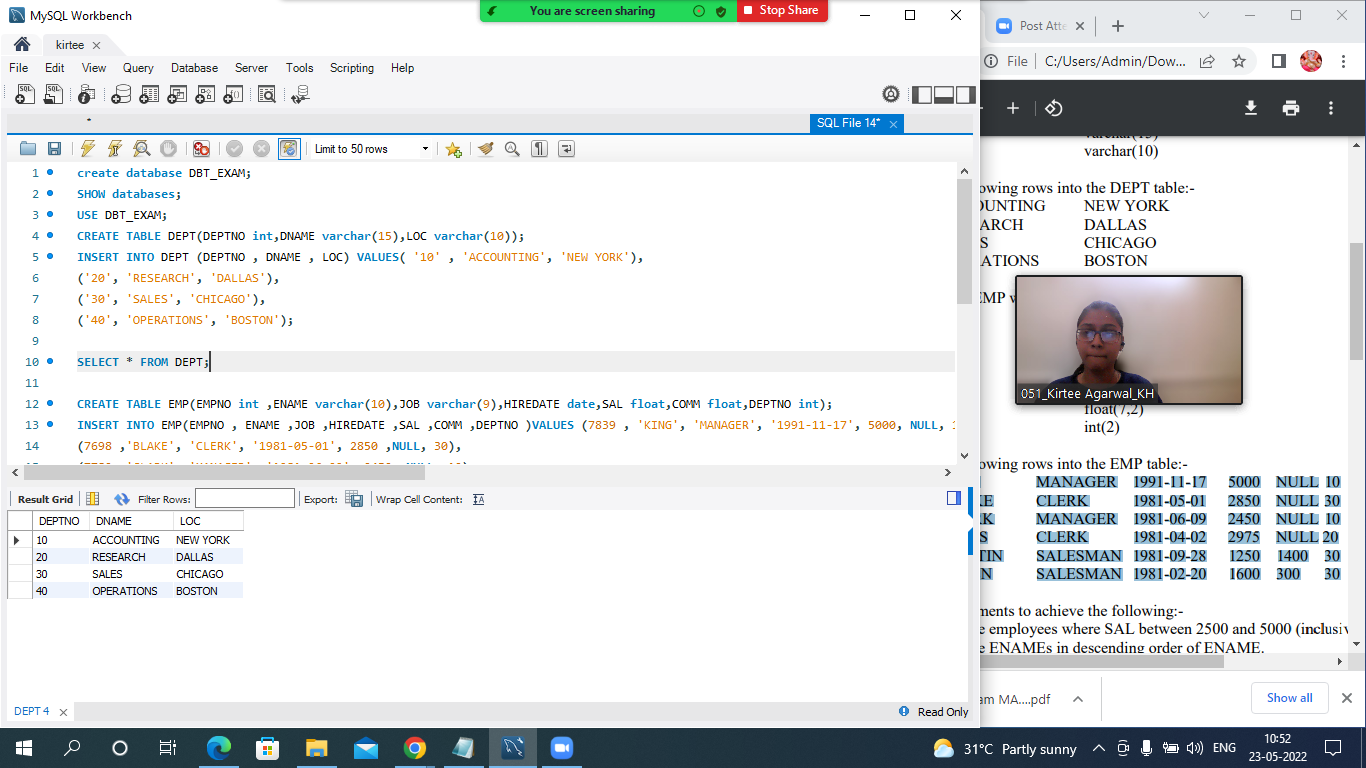 MySQL Workbench
You are screen sharing
Stop Share
kirtee
File Edit View Query Database Server Tools Scripting Help
SQL File 14*
Limit to 50 rows
1 create database DBT_EXAM;
2 SHOW databases;
3 USE DBT_EXAM;
4 CREATE TABLE DEPT(DEPTNO int,DNAME varchar(15),LOC varchar(10));
5 INSERT INTO DEPT (DEPTNO , DNAME , LOC) VALUES( '10' , 'ACCOUNTING', 'NEW YORK'),
6 ('20', 'RESEARCH', 'DALLAS'),
7 ('30', 'SALES', 'CHICAGO'),
8 ('40', 'OPERATIONS', 'BOSTON');
9
10 SELECT * FROM DEPT;
11
12 CREATE TABLE EMP(EMPNO int ,ENAME varchar(10),JOB varchar(9),HIREDATE date,SAL float,COMM float,DEPTNO int);
13 INSERT INTO EMP(EMPNO , ENAME ,JOB ,HIREDATE ,SAL ,COMM ,DEPTNO )VALUES (7839 , 'KING', 'MANAGER', '1991-11-17', 5000, NULL,
14 (7698 ,'BLAKE', 'CLERK', '1981-05-01', 2850 ,NULL, 30),
Result Grid Filter Rows: Export: Wrap Cell Content:
DEPTNO DNAME LOC
10 ACCOUNTING NEW YORK
20 RESEARCH DALLAS
30 SALES CHICAGO
40 OPERATIONS BOSTON
DEPT 4
Read Only
Post Atte
File C:/Users/Admin/Dow...
varchar(15)
varchar(10)
owing rows into the DEPT table:-
OUNTING NEW YORK
ARCH DALLAS
S CHICAGO
ATIONS BOSTON
EMP
051_Kirtee Agarwal_KH
float(7,2)
int(2)
owing rows into the EMP table:-
MANAGER 1991-11-17 5000 NULL 10
KE CLERK 1981-05-01 2850 NULL 30
RK MANAGER 1981-06-09 2450 NULL 10
S CLERK 1981-04-02 2975 NULL 20
TIN SALESMAN 1981-09-28 1250 1400 30
N SALESMAN 1981-02-20 1600 300 30
ments to achieve the following:-
e employees where SAL between 2500 and 5000 (inclusiv
e ENAMEs in descending order of ENAME.
am MA....pdf
Show all
31°C Partly sunny
ENG
10:52
23-05-2022